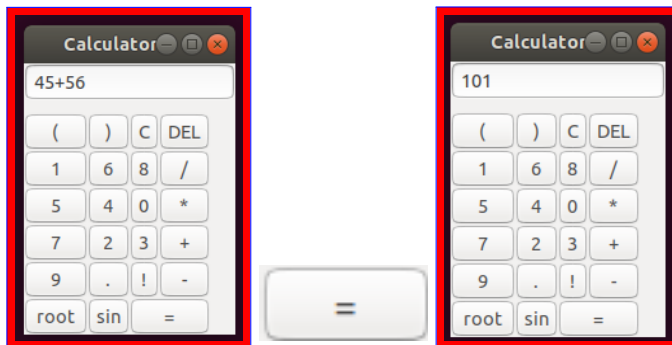 Calculator
45+56
( ) C DEL
1 6 8 /
5 4 0 *
7 2 3 +
9 . ! -
root sin =
=
Calculator
101
( ) C DEL
1 6 8 /
5 4 0 *
7 2 3 +
9 . ! -
root sin =